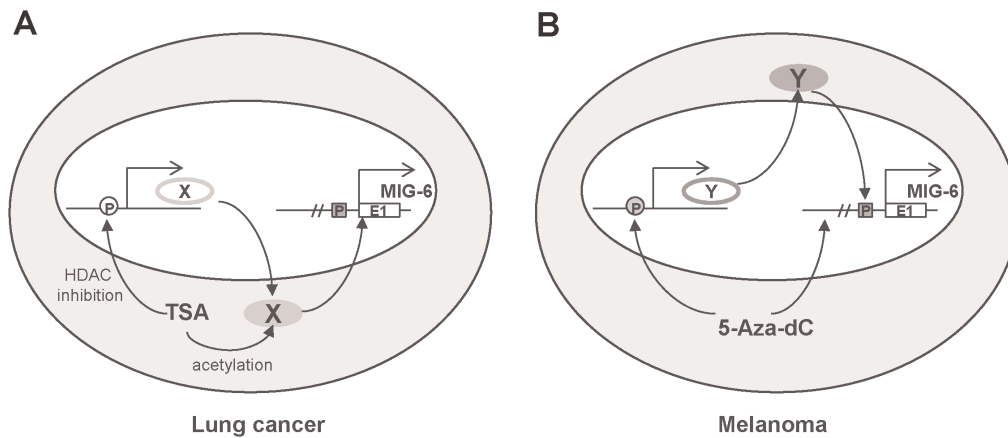 A
X
MIG-6
P
//
P
E1
HDAC
inhibition
TSA
X
acetylation
Lung cancer
B
Y
Y
MIG-6
P
//
P
E1
5-Aza-dC
Melanoma